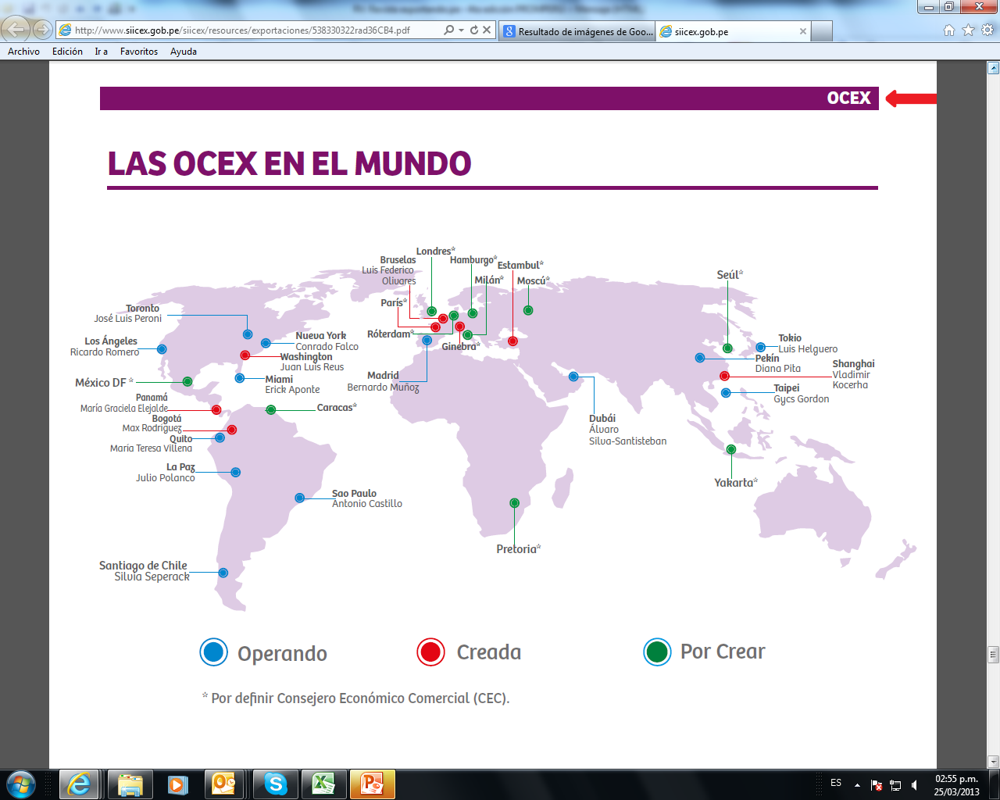 http://www.siicex.gob.pe/siicex/resources/exportaciones/538330322rad36CB4.pdf
Resultado de imágenes de Goo...
siicex.gob.pe
Archivo Edición Ir a Favoritos Ayuda
OCEX
LAS OCEX EN EL MUNDO
Londres*
Bruselas
Luis Federico
Olivares
Hamburgo*
Estambul*
Milán*
Moscú*
París*
Róterdam*
Ginebra*
Madrid
Bernardo Muñoz
Seúl*
Toronto
José Luis Peroni
Los Ángeles
Ricardo Romero
Nueva York
Conrado Falco
Washington
Juan Luis Reus
México DF *
Miami
Erick Aponte
Panamá
María Graciela Elejalde
Caracas*
Bogotá
Max Rodríguez
Quito
María Teresa Villena
La Paz
Julio Polanco
Sao Paulo
Antonio Castillo
Santiago de Chile
Silvia Seperack
Tokio
Luis Helguero
Pekín
Diana Pita
Shanghai
Vladimir
Kocerha
Taipei
Gycs Gordon
Dubái
Álvaro
Silva-Santisteban
Yakarta*
Pretoria*
Operando
Creada
Por Crear
* Por definir Consejero Económico Comercial (CEC).
ES
02:55 p.m.
25/03/2013